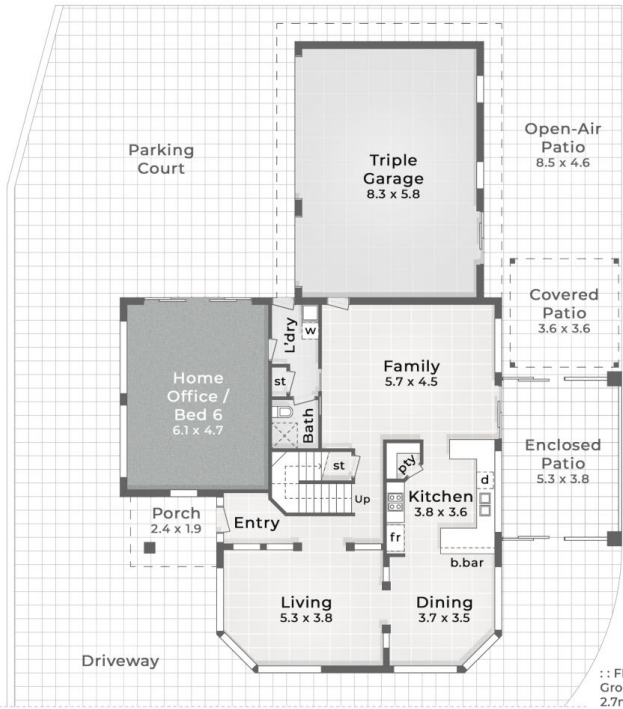 Parking
Court
Triple
Garage
8.3 x 5.8
Open-Air
Patio
8.5 x 4.6
Covered
Patio
3.6 x 3.6
L'dry
w
Home
Office /
Bed 6
6.1 x 4.7
st
Bath
Family
5.7 x 4.5
Enclosed
Patio
5.3 x 3.8
pty
st
d
Up
Kitchen
3.8 x 3.6
Porch
2.4 x 1.9
Entry
fr
b.bar
Living
5.3 x 3.8
Dining
3.7 x 3.5
Driveway